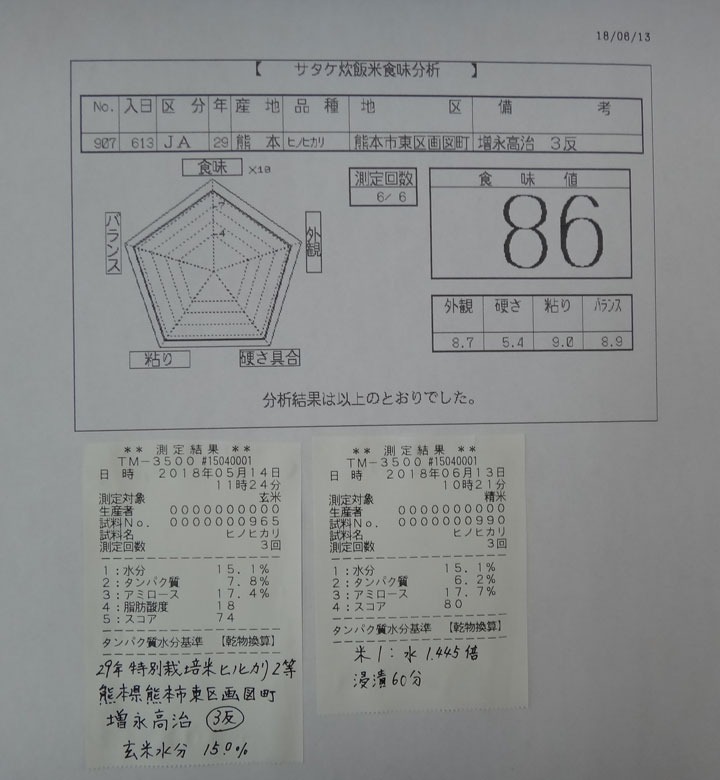 18/06/13
【 サタケ炊飯米食味分析 】
No. 入日 区分 年 産地 品種 地区 備考
907 613 JA 29 熊本 ヒノヒカリ 熊本市東区画図町 増永高治 3反
食味 ×10
7
4
バランス
外観
粘り
硬さ具合
測定回数
6/ 6
食味値
86
外観 硬さ 粘り バランス
8.7 5.4 9.0 8.9
分析結果は以上のとおりでした。
** 測定結果 **
TM-3500 #15040001
日時 2018年05月14日
11時24分
測定対象 玄米
生産者 0000000000
試料No. 0000000965
試料名 ヒノヒカリ
測定回数 3回
1:水分 15.1%
2:タンパク質 7.8%
3:アミロース 17.4%
4:脂肪酸度 18
5:スコア 74
タンパク質水分基準 【乾物換算】
29年特別栽培米ヒノヒカリ2等
熊本県熊本市東区画図町
増永高治 3反
玄米水分 15.0%
** 測定結果 **
TM-3500 #15040001
日時 2018年06月13日
10時21分
測定対象 精米
生産者 0000000000
試料No. 0000000990
試料名 ヒノヒカリ
測定回数 3回
1:水分 15.1%
2:タンパク質 6.2%
3:アミロース 17.7%
4:スコア 80
タンパク質水分基準 【乾物換算】
米1:水1.445倍
浸漬60分